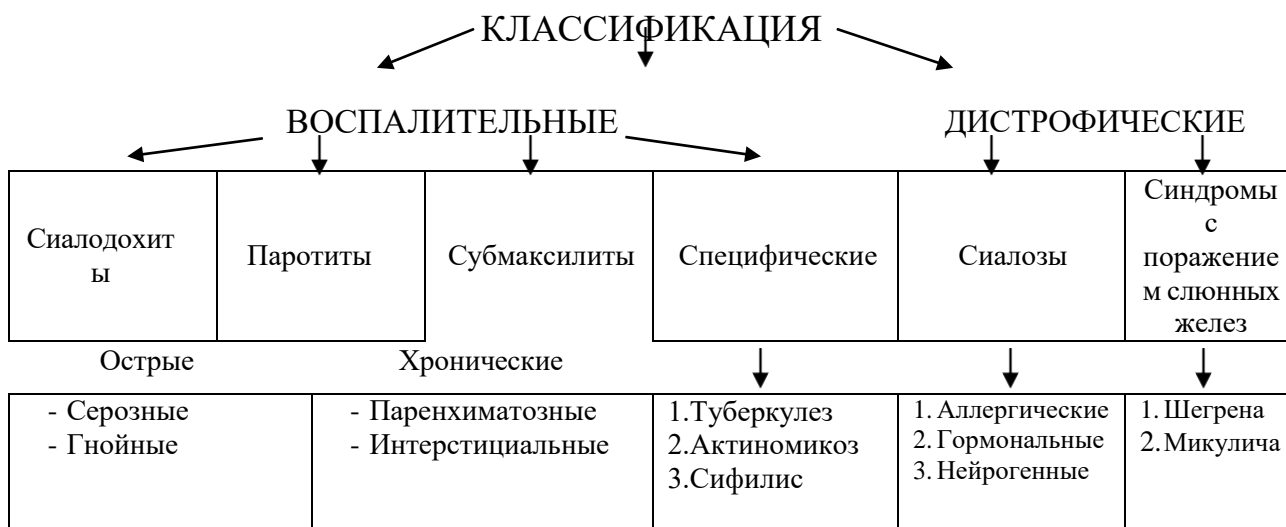 КЛАССИФИКАЦИЯ
ВОСПАЛИТЕЛЬНЫЕ
ДИСТРОФИЧЕСКИЕ
Сиалодохит
ы
Паротиты
Субмаксилиты
Специфические
Сиалозы
Синдромы
с
поражение
м слюнных
желез
Острые
Хронические
- Серозные
- Гнойные
- Паренхиматозные
- Интерстициальные
1.Туберкулез
2.Актиномикоз
3.Сифилис
1. Аллергические
2. Гормональные
3. Нейрогенные
1. Шегрена
2. Микулича